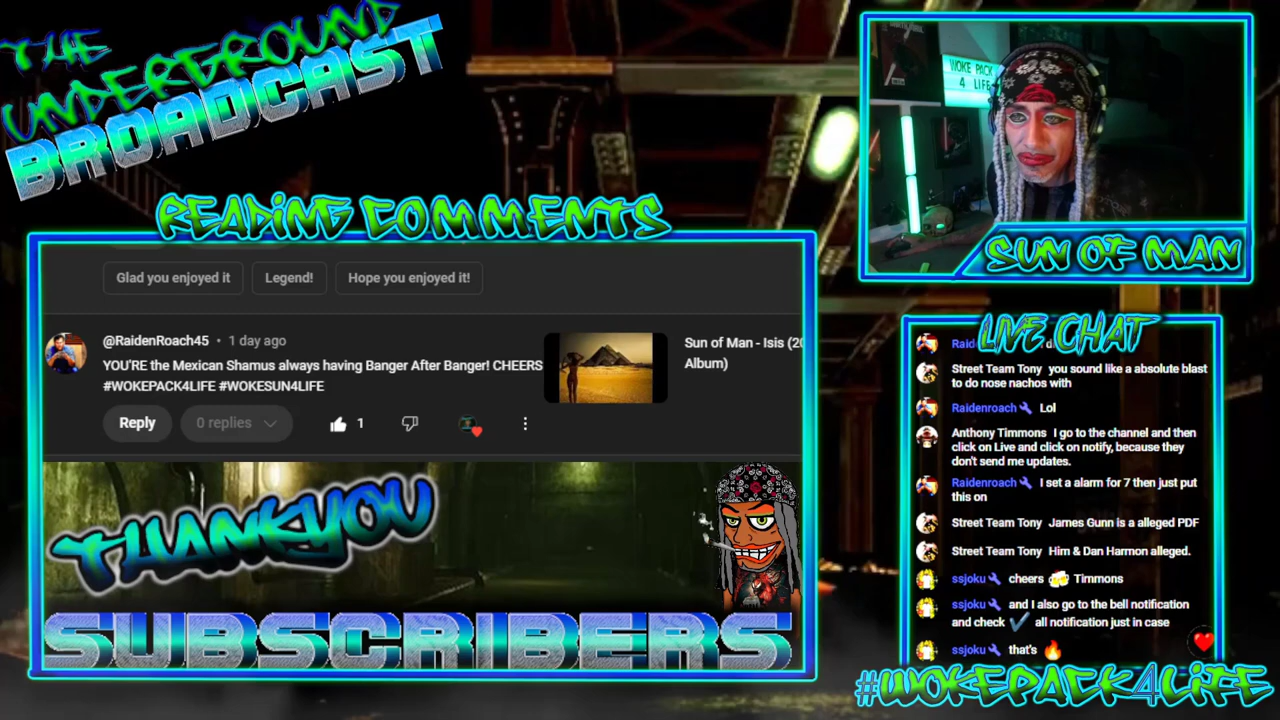 THE
UNDERGROUND
BROADCAST
READING COMMENTS
Glad you enjoyed it
Legend!
Hope you enjoyed it!
@RaidenRoach45 • 1 day ago
YOU'RE the Mexican Shamus always having Banger After Banger! CHEERS
#WOKEPACK4LIFE #WOKESUN4LIFE
Sun of Man - Isis (20
Album)
Reply
0 replies
1
THANKYOU
SUBSCRIBERS
WOKE PACK
4 LIFE
SUN OF MAN
LIVE CHAT
Street Team Tony you sound like a absolute blast
to do nose nachos with
Raidenroach Lol
Anthony Timmons I go to the channel and then
click on Live and click on notify, because they
don't send me updates.
Raidenroach I set a alarm for 7 then just put
this on
Street Team Tony James Gunn is a alleged PDF
Street Team Tony Him & Dan Harmon alleged.
ssjoku cheers 🍻 Timmons
ssjoku and I also go to the bell notification
and check ✔️ all notification just in case
ssjoku that's 🔥
#WOKEPACK4LIFE